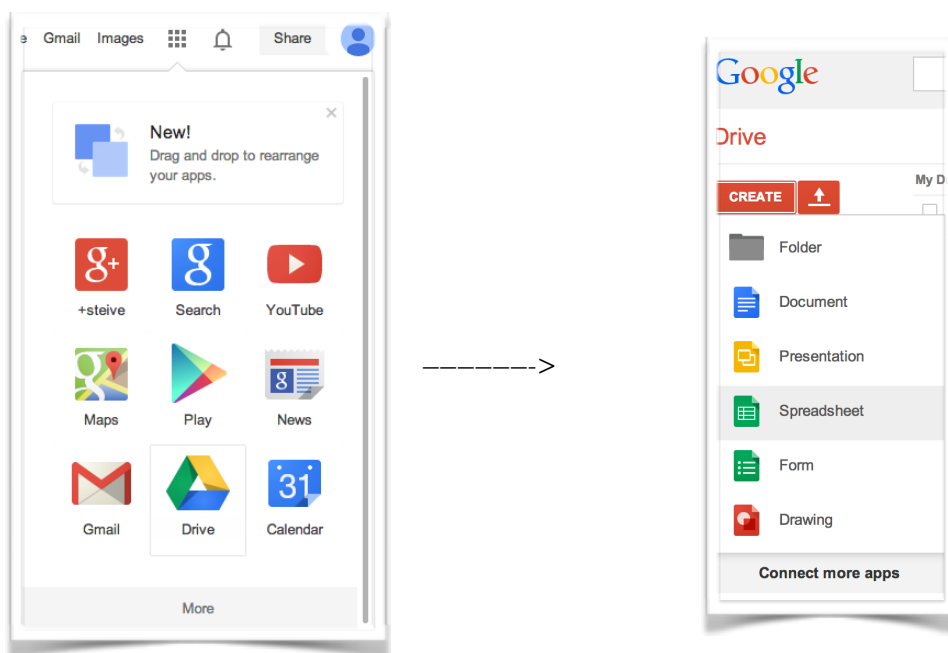 e Gmail Images Share
New!
Drag and drop to rearrange
your apps.
g+ g
+steive Search YouTube
g
Maps Play News
31
Gmail Drive Calendar
More
------->
Google
Drive
My D
CREATE
Folder
Document
Presentation
Spreadsheet
Form
Drawing
Connect more apps